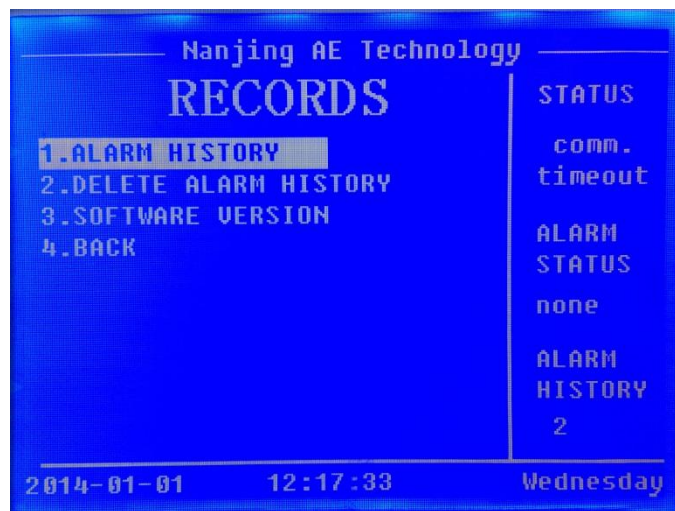 Nanjing AE Technology
RECORDS
1.ALARM HISTORY
2.DELETE ALARM HISTORY
3.SOFTWARE VERSION
4.BACK
STATUS
comm.
timeout
ALARM
STATUS
none
ALARM
HISTORY
2
2014-01-01 12:17:33 Wednesday